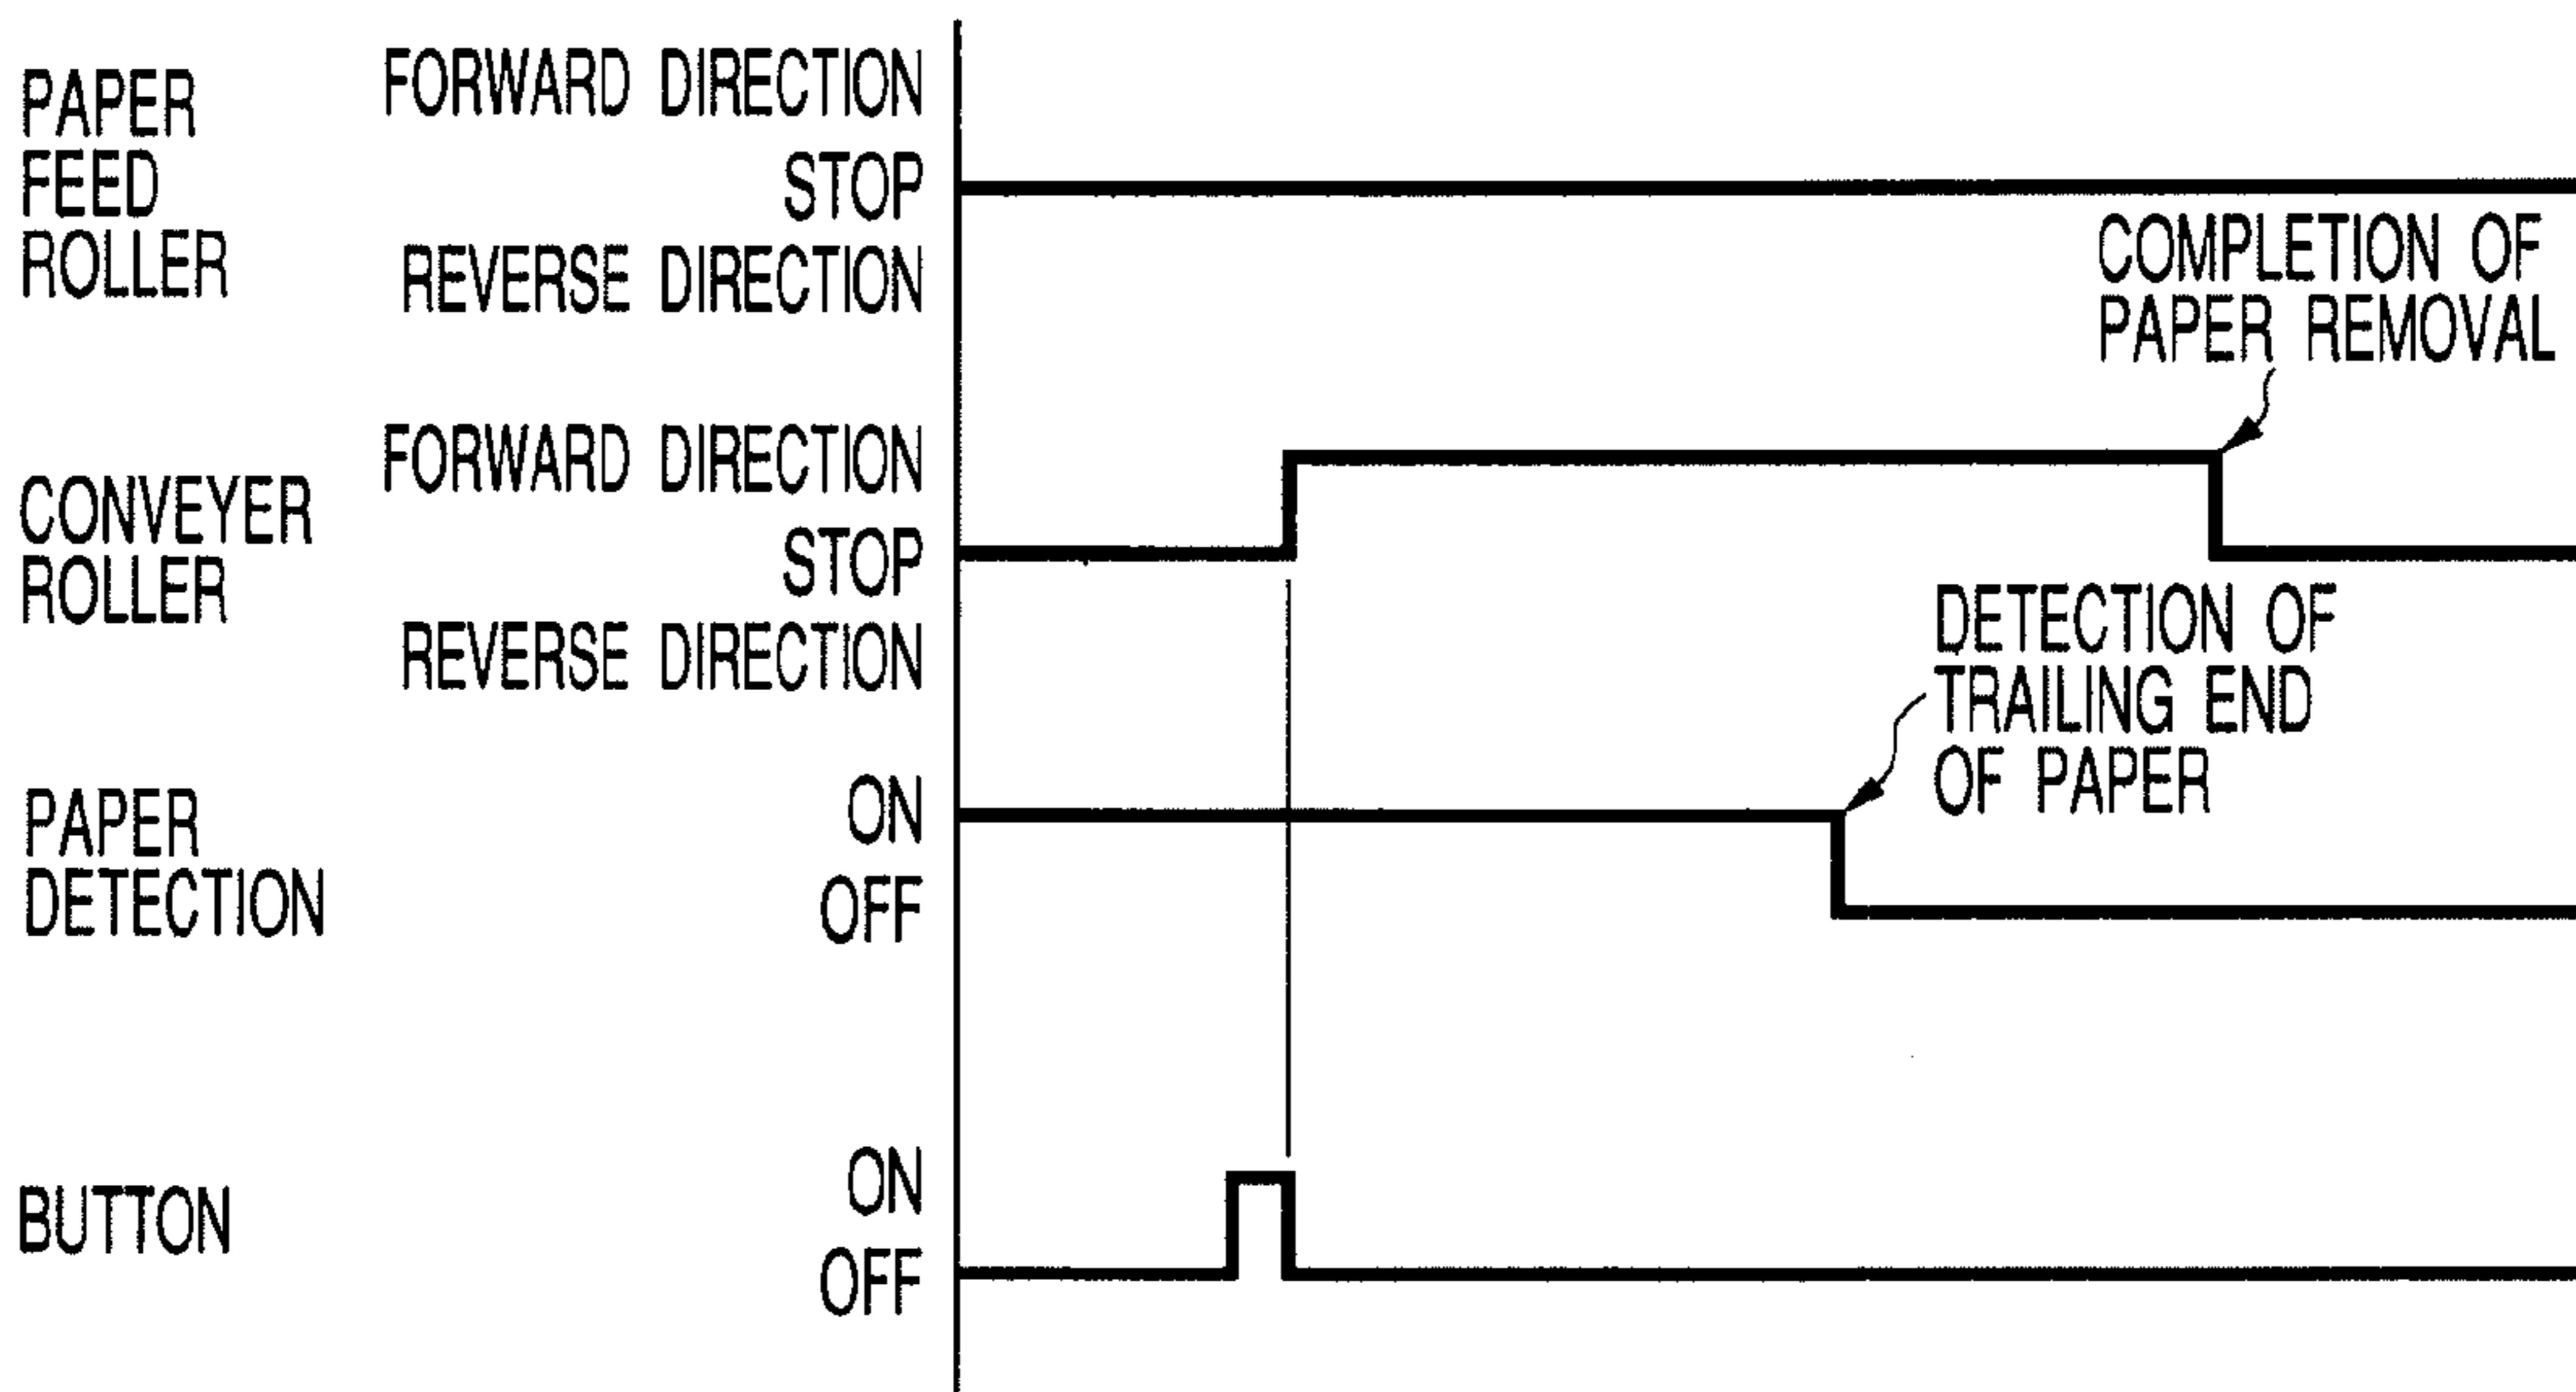 PAPER
FEED
ROLLER
FORWARD DIRECTION
STOP
REVERSE DIRECTION
COMPLETION OF
PAPER REMOVAL
CONVEYER
ROLLER
FORWARD DIRECTION
STOP
REVERSE DIRECTION
DETECTION OF
TRAILING END
OF PAPER
PAPER
DETECTION
ON
OFF
BUTTON
ON
OFF